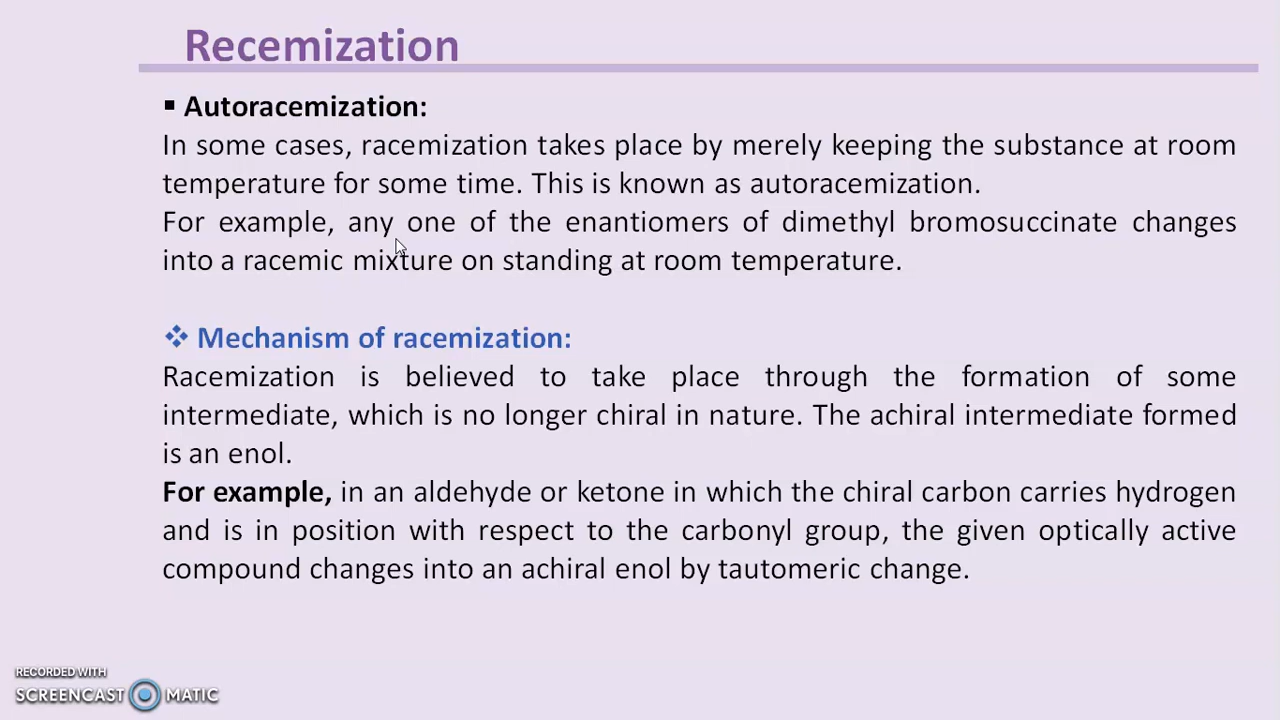 Recemization
▪ Autoracemization:
In some cases, racemization takes place by merely keeping the substance at room
temperature for some time. This is known as autoracemization.
For example, any one of the enantiomers of dimethyl bromosuccinate changes
into a racemic mixture on standing at room temperature.
❖ Mechanism of racemization:
Racemization is believed to take place through the formation of some
intermediate, which is no longer chiral in nature. The achiral intermediate formed
is an enol.
For example, in an aldehyde or ketone in which the chiral carbon carries hydrogen
and is in position with respect to the carbonyl group, the given optically active
compound changes into an achiral enol by tautomeric change.
RECORDED WITH
SCREENCAST MATIC